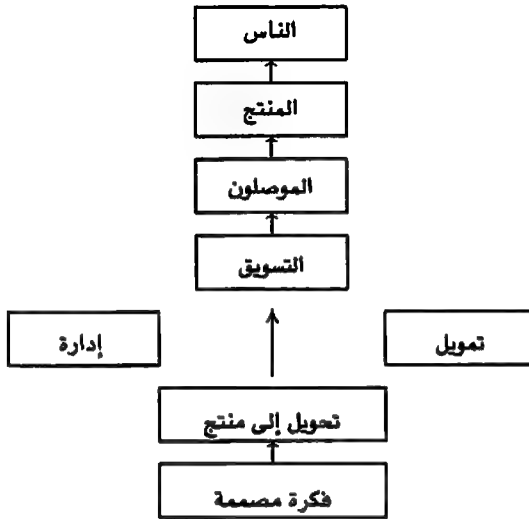 الناس
المنتج
الموصلون
التسويق
تمويل
إدارة
تحويل إلى منتج
فكرة مصممة